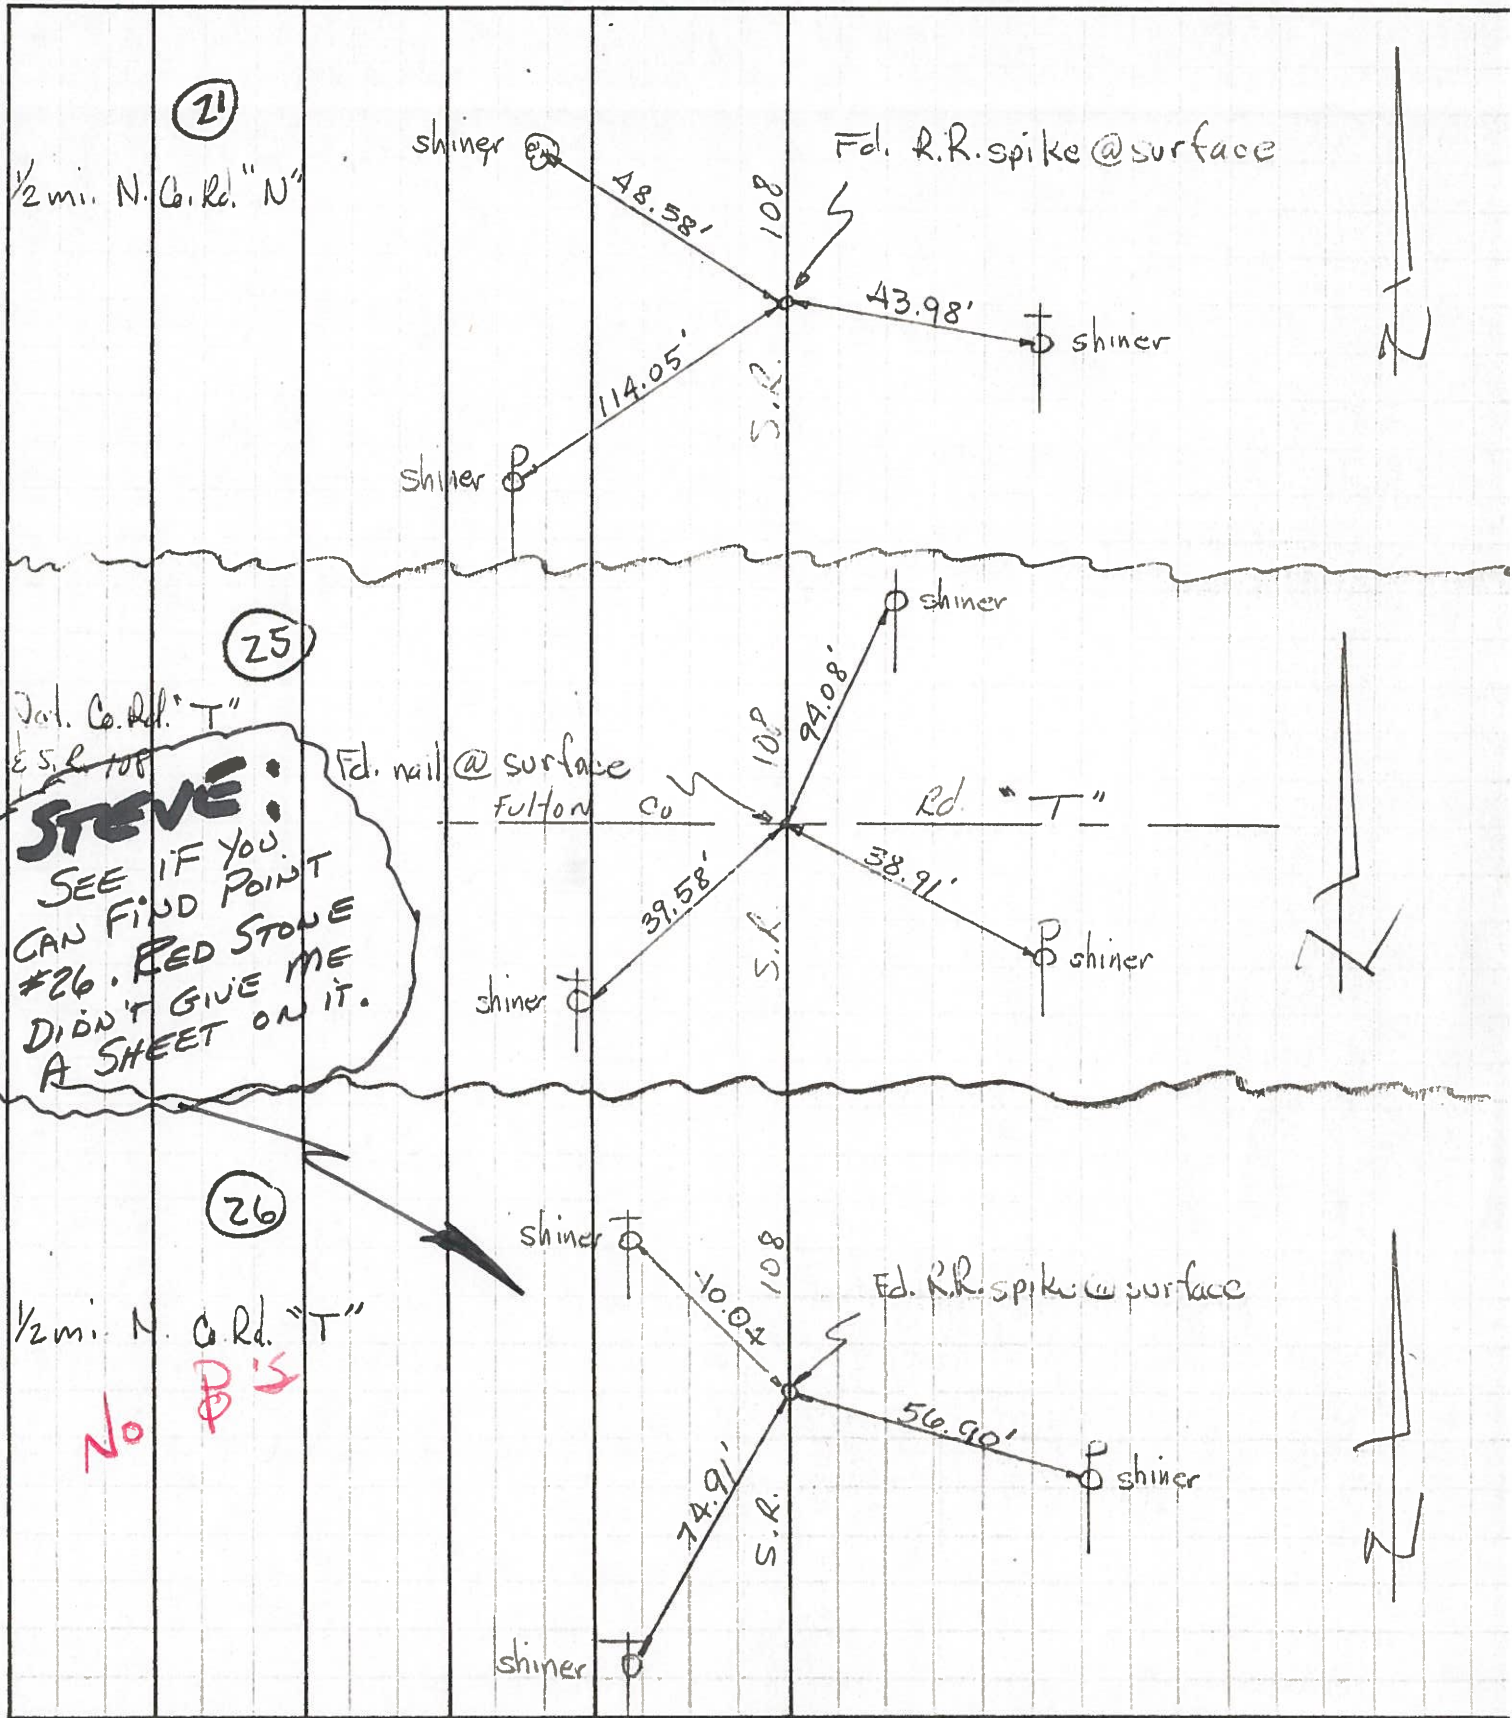 21
1/2 mi. N. Co. Rd. "N"
shiner
48.58'
108
Fd. R.R. spike @ surface
43.98'
shiner
114.05'
S.R.
shiner
N
25
Co. Rd. "T"
& S.R. 108
STEVE:
SEE IF YOU
CAN FIND POINT
#26. RED STONE
DIDN'T GIVE ME
A SHEET ON IT.
shiner
94.08'
108
Fd. nail @ surface
Fulton Co Rd. "T"
39.58'
38.91'
S.R.
shiner
shiner
N
26
1/2 mi. N. Co. Rd. "T"
No P's
shiner
108
Fd. R.R. spike @ surface
56.90'
74.91'
S.R.
shiner
shiner
N